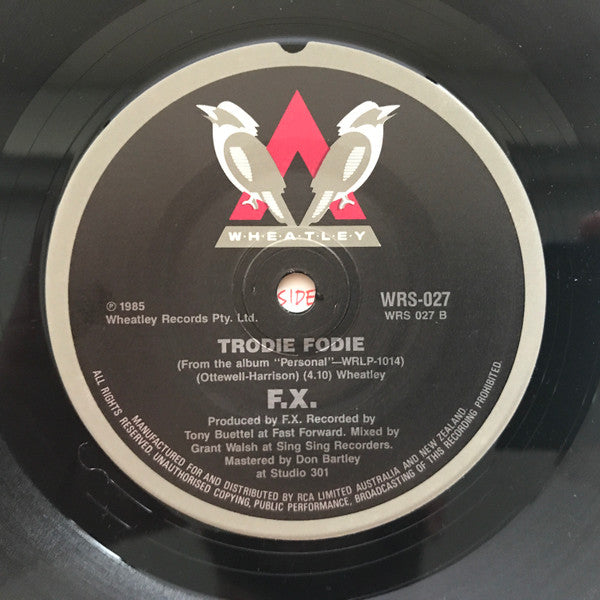 W·H·E·A·T·L·E·Y
SIDE
℗ 1985
Wheatley Records Pty. Ltd.
WRS-027
WRS 027 B
TRODIE FODIE
(From the album "Personal"—WRLP-1014)
(Ottewell-Harrison) (4.10) Wheatley
F.X.
Produced by F.X. Recorded by
Tony Buettel at Fast Forward. Mixed by
Grant Walsh at Sing Sing Recorders.
Mastered by Don Bartley
at Studio 301
MANUFACTURED FOR AND DISTRIBUTED BY RCA LIMITED AUSTRALIA AND NEW ZEALAND.
ALL RIGHTS RESERVED. UNAUTHORISED COPYING, PUBLIC PERFORMANCE, BROADCASTING OF THIS RECORDING PROHIBITED.